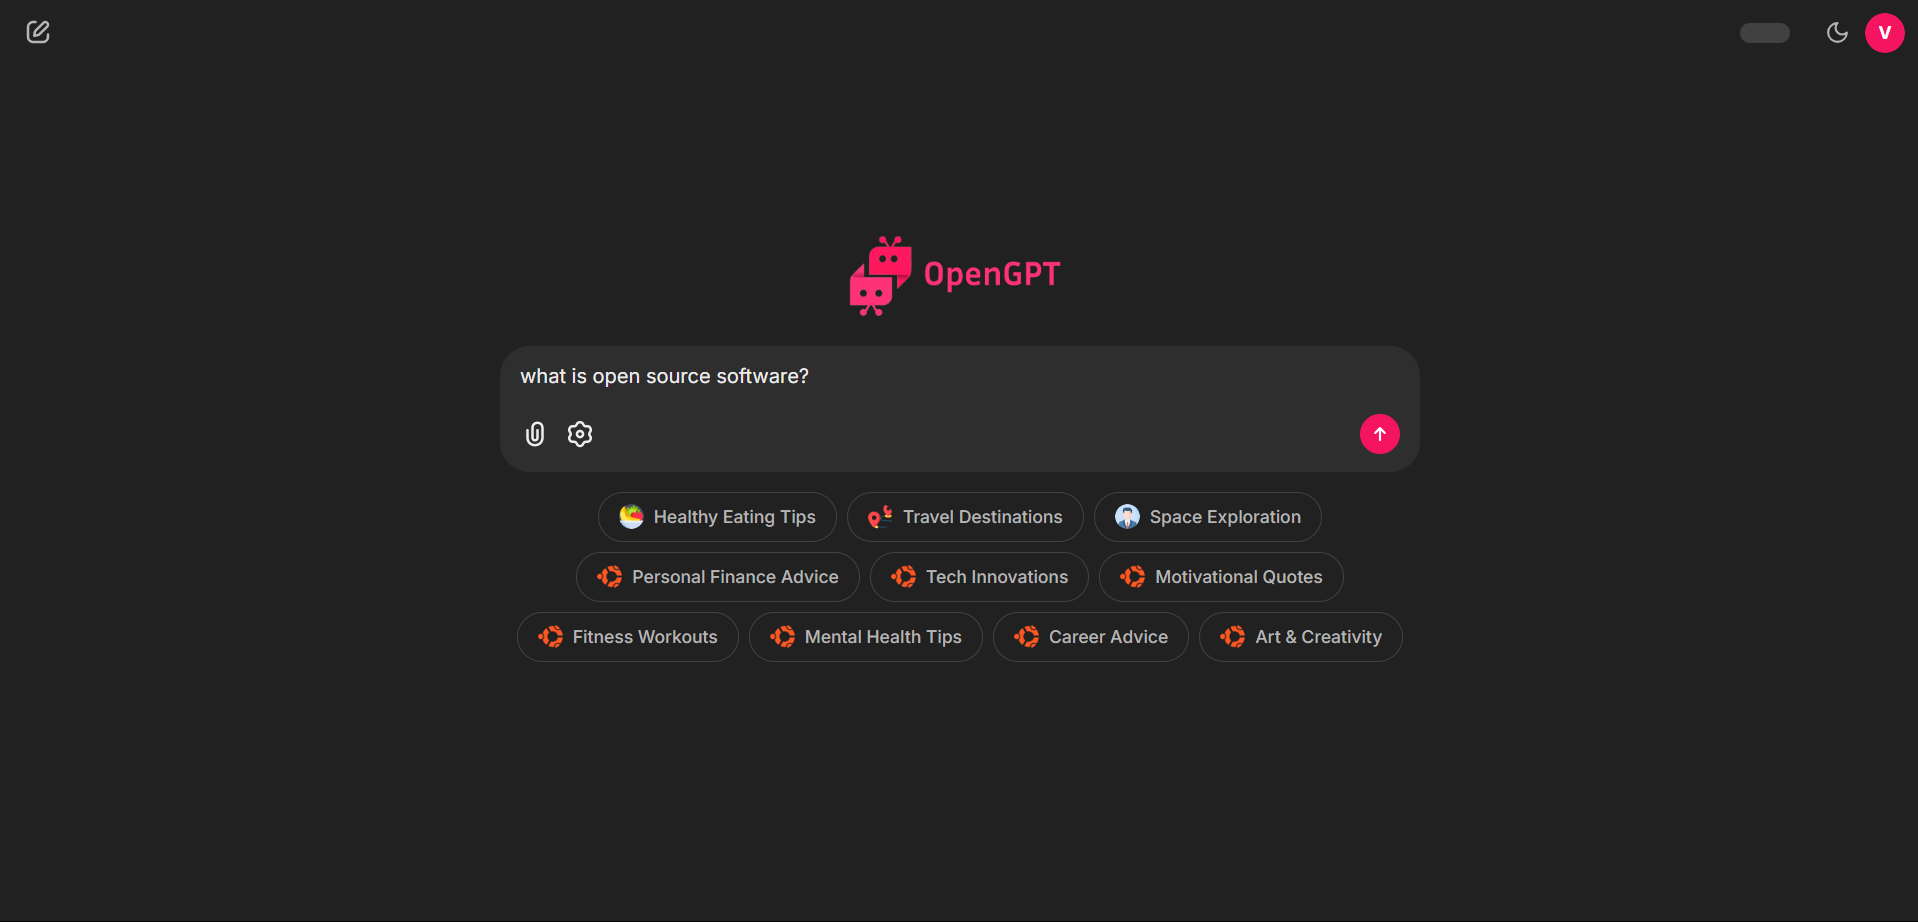 V
OpenGPT
what is open source software?
Healthy Eating Tips
Travel Destinations
Space Exploration
Personal Finance Advice
Tech Innovations
Motivational Quotes
Fitness Workouts
Mental Health Tips
Career Advice
Art & Creativity